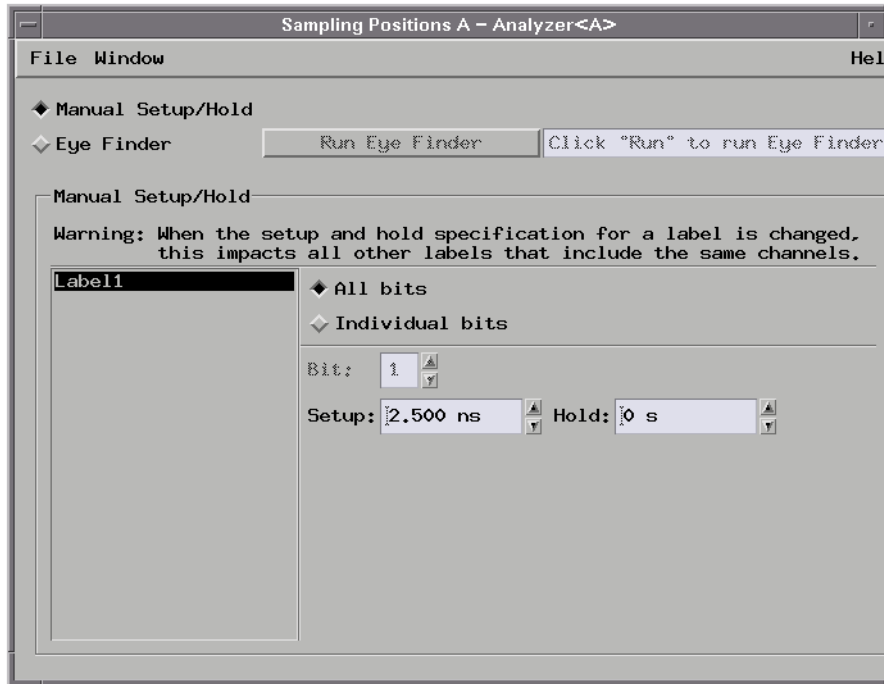 Sampling Positions A - Analyzer<A>
File Window Hel
Manual Setup/Hold
Eye Finder Run Eye Finder Click "Run" to run Eye Finder
Manual Setup/Hold
Warning: When the setup and hold specification for a label is changed,
this impacts all other labels that include the same channels.
Label1
All bits
Individual bits
Bit: 1
Setup: 2.500 ns Hold: 0 s